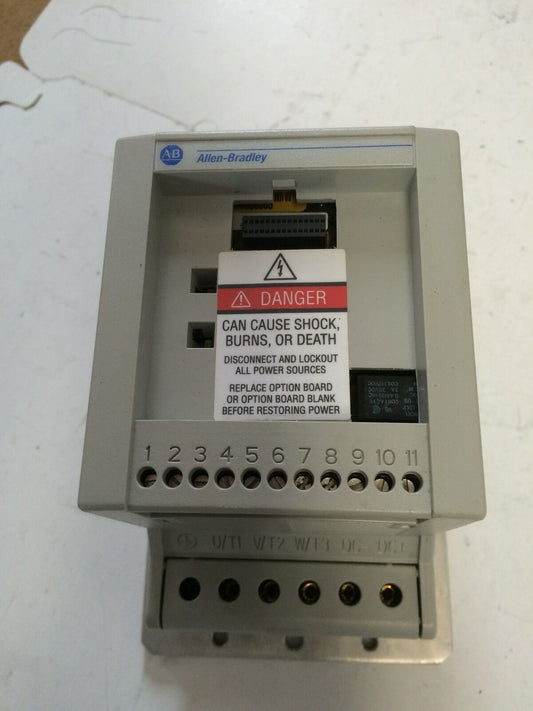 AB Allen-Bradley
DANGER
CAN CAUSE SHOCK,
BURNS, OR DEATH
DISCONNECT AND LOCKOUT
ALL POWER SOURCES
REPLACE OPTION BOARD
OR OPTION BOARD BLANK
BEFORE RESTORING POWER
1 2 3 4 5 6 7 8 9 10 11
U/T1 V/T2 W/T3 DC- DC+